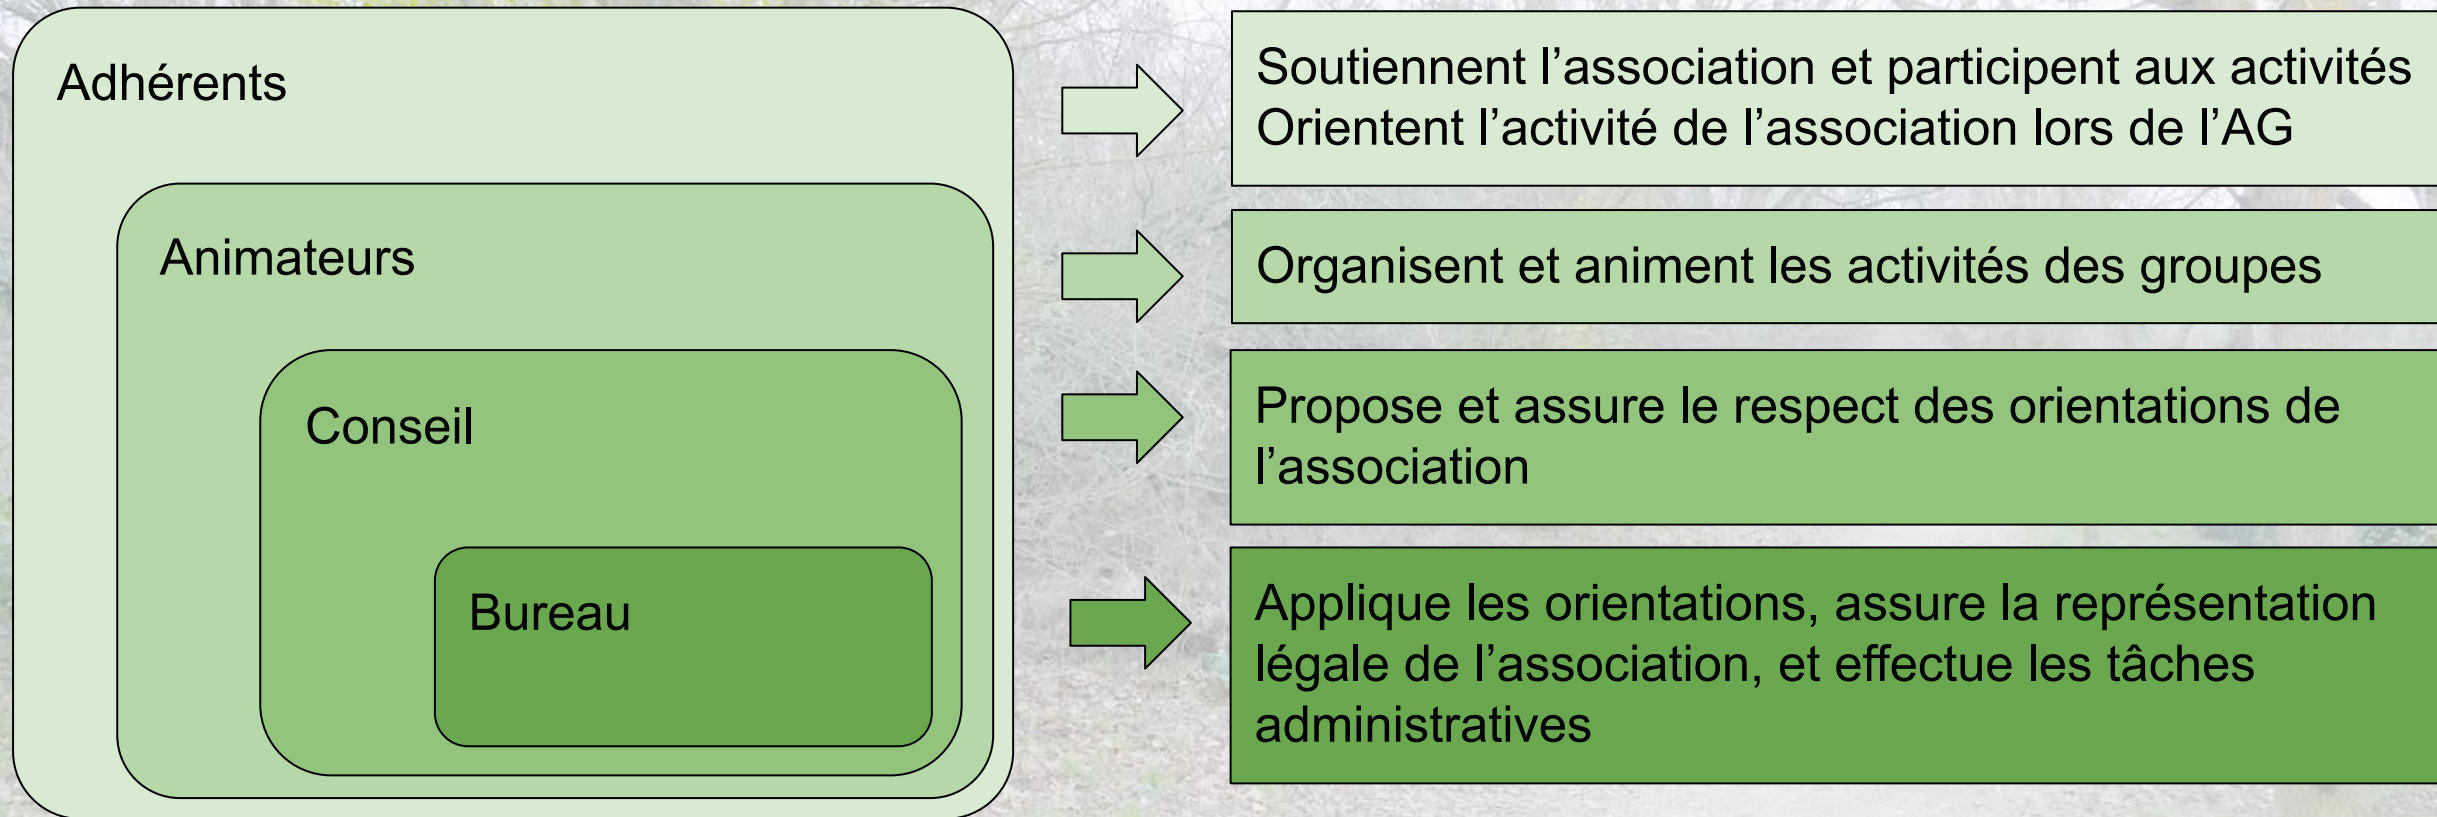 Adhérents
Soutiennent l’association et participent aux activités
Orientent l’activité de l’association lors de l’AG
Animateurs
Organisent et animent les activités des groupes
Conseil
Propose et assure le respect des orientations de
l’association
Bureau
Applique les orientations, assure la représentation
légale de l’association, et effectue les tâches
administratives